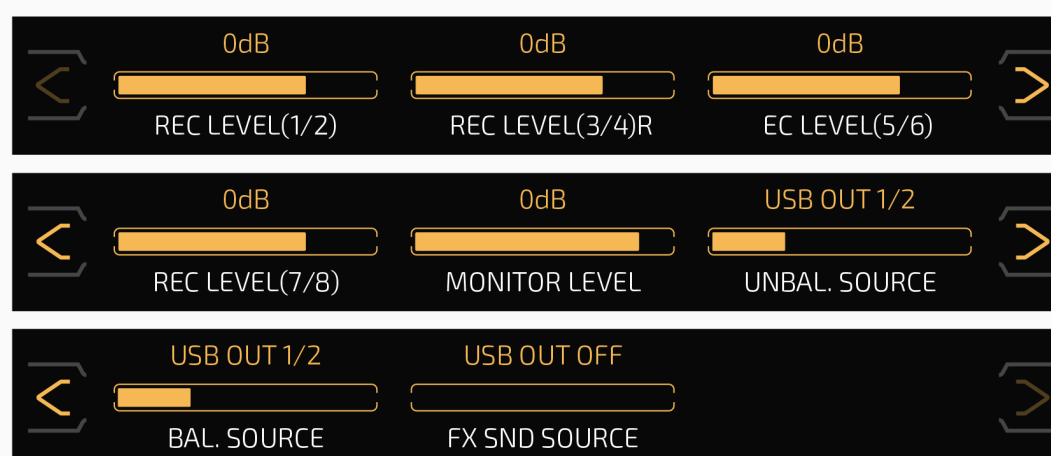 0dB 0dB 0dB
REC LEVEL(1/2) REC LEVEL(3/4)R EC LEVEL(5/6)
0dB 0dB USB OUT 1/2
REC LEVEL(7/8) MONITOR LEVEL UNBAL. SOURCE
USB OUT 1/2 USB OUT OFF
BAL. SOURCE FX SND SOURCE